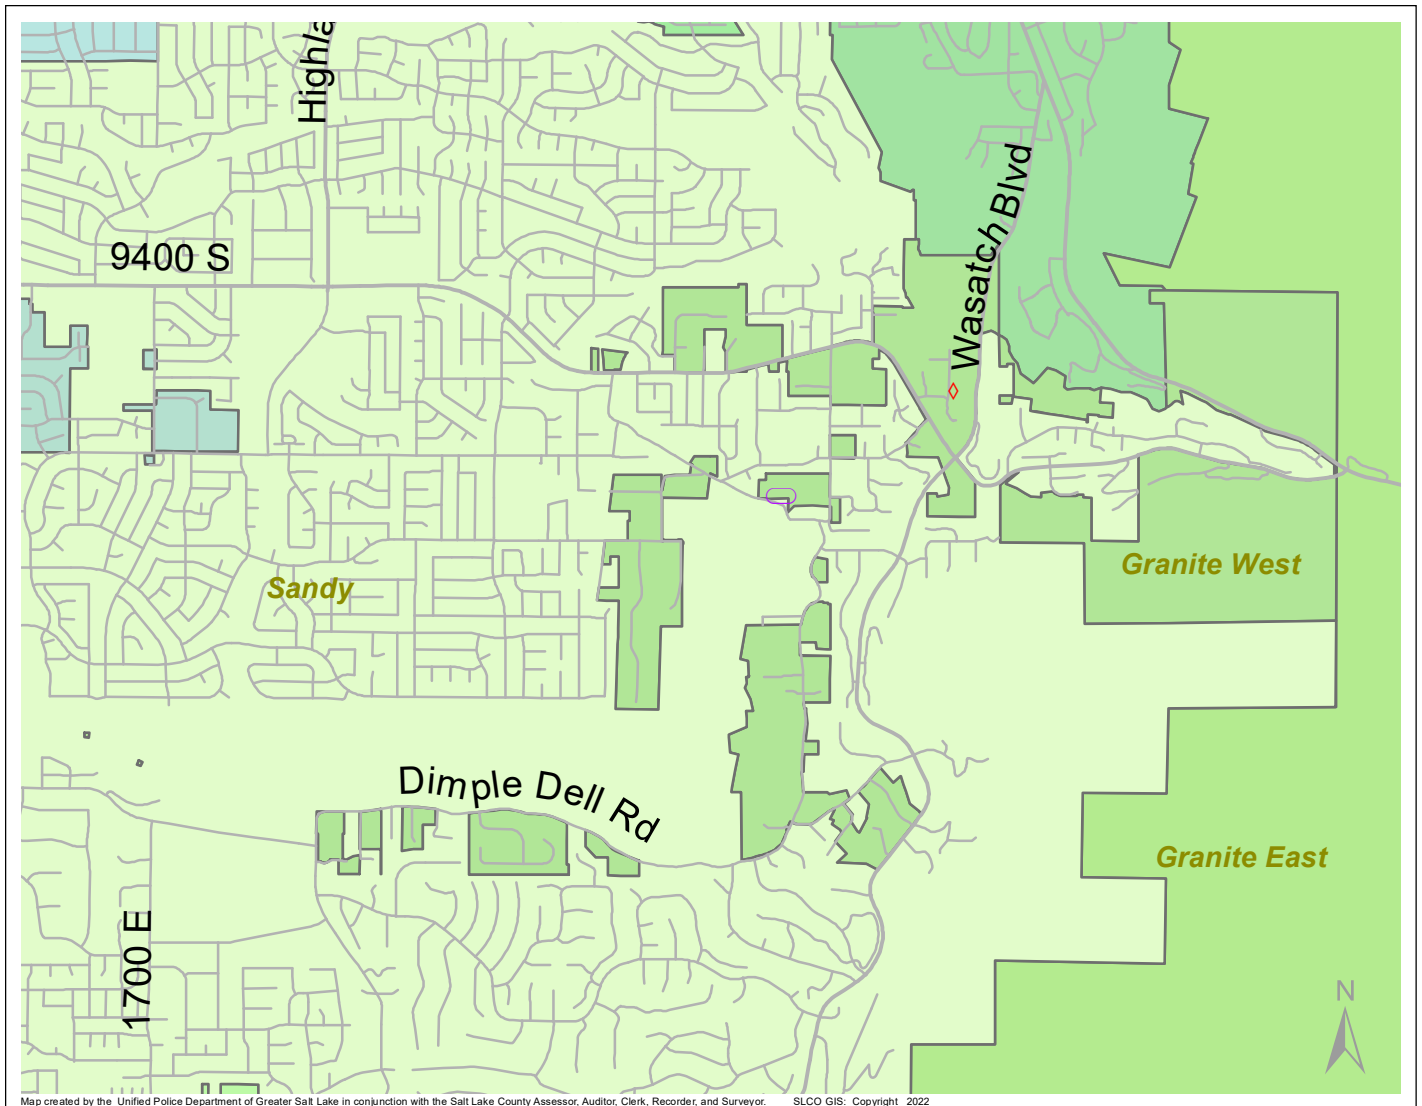 Highla
Wasatch Blvd
9400 S
Granite West
Sandy
Dimple Dell Rd
Granite East
1700 E
N
Map created by the Unified Police Department of Greater Salt Lake in conjunction with the Salt Lake County Assessor, Auditor, Clerk, Recorder, and Surveyor. SLCO GIS: Copyright 2022